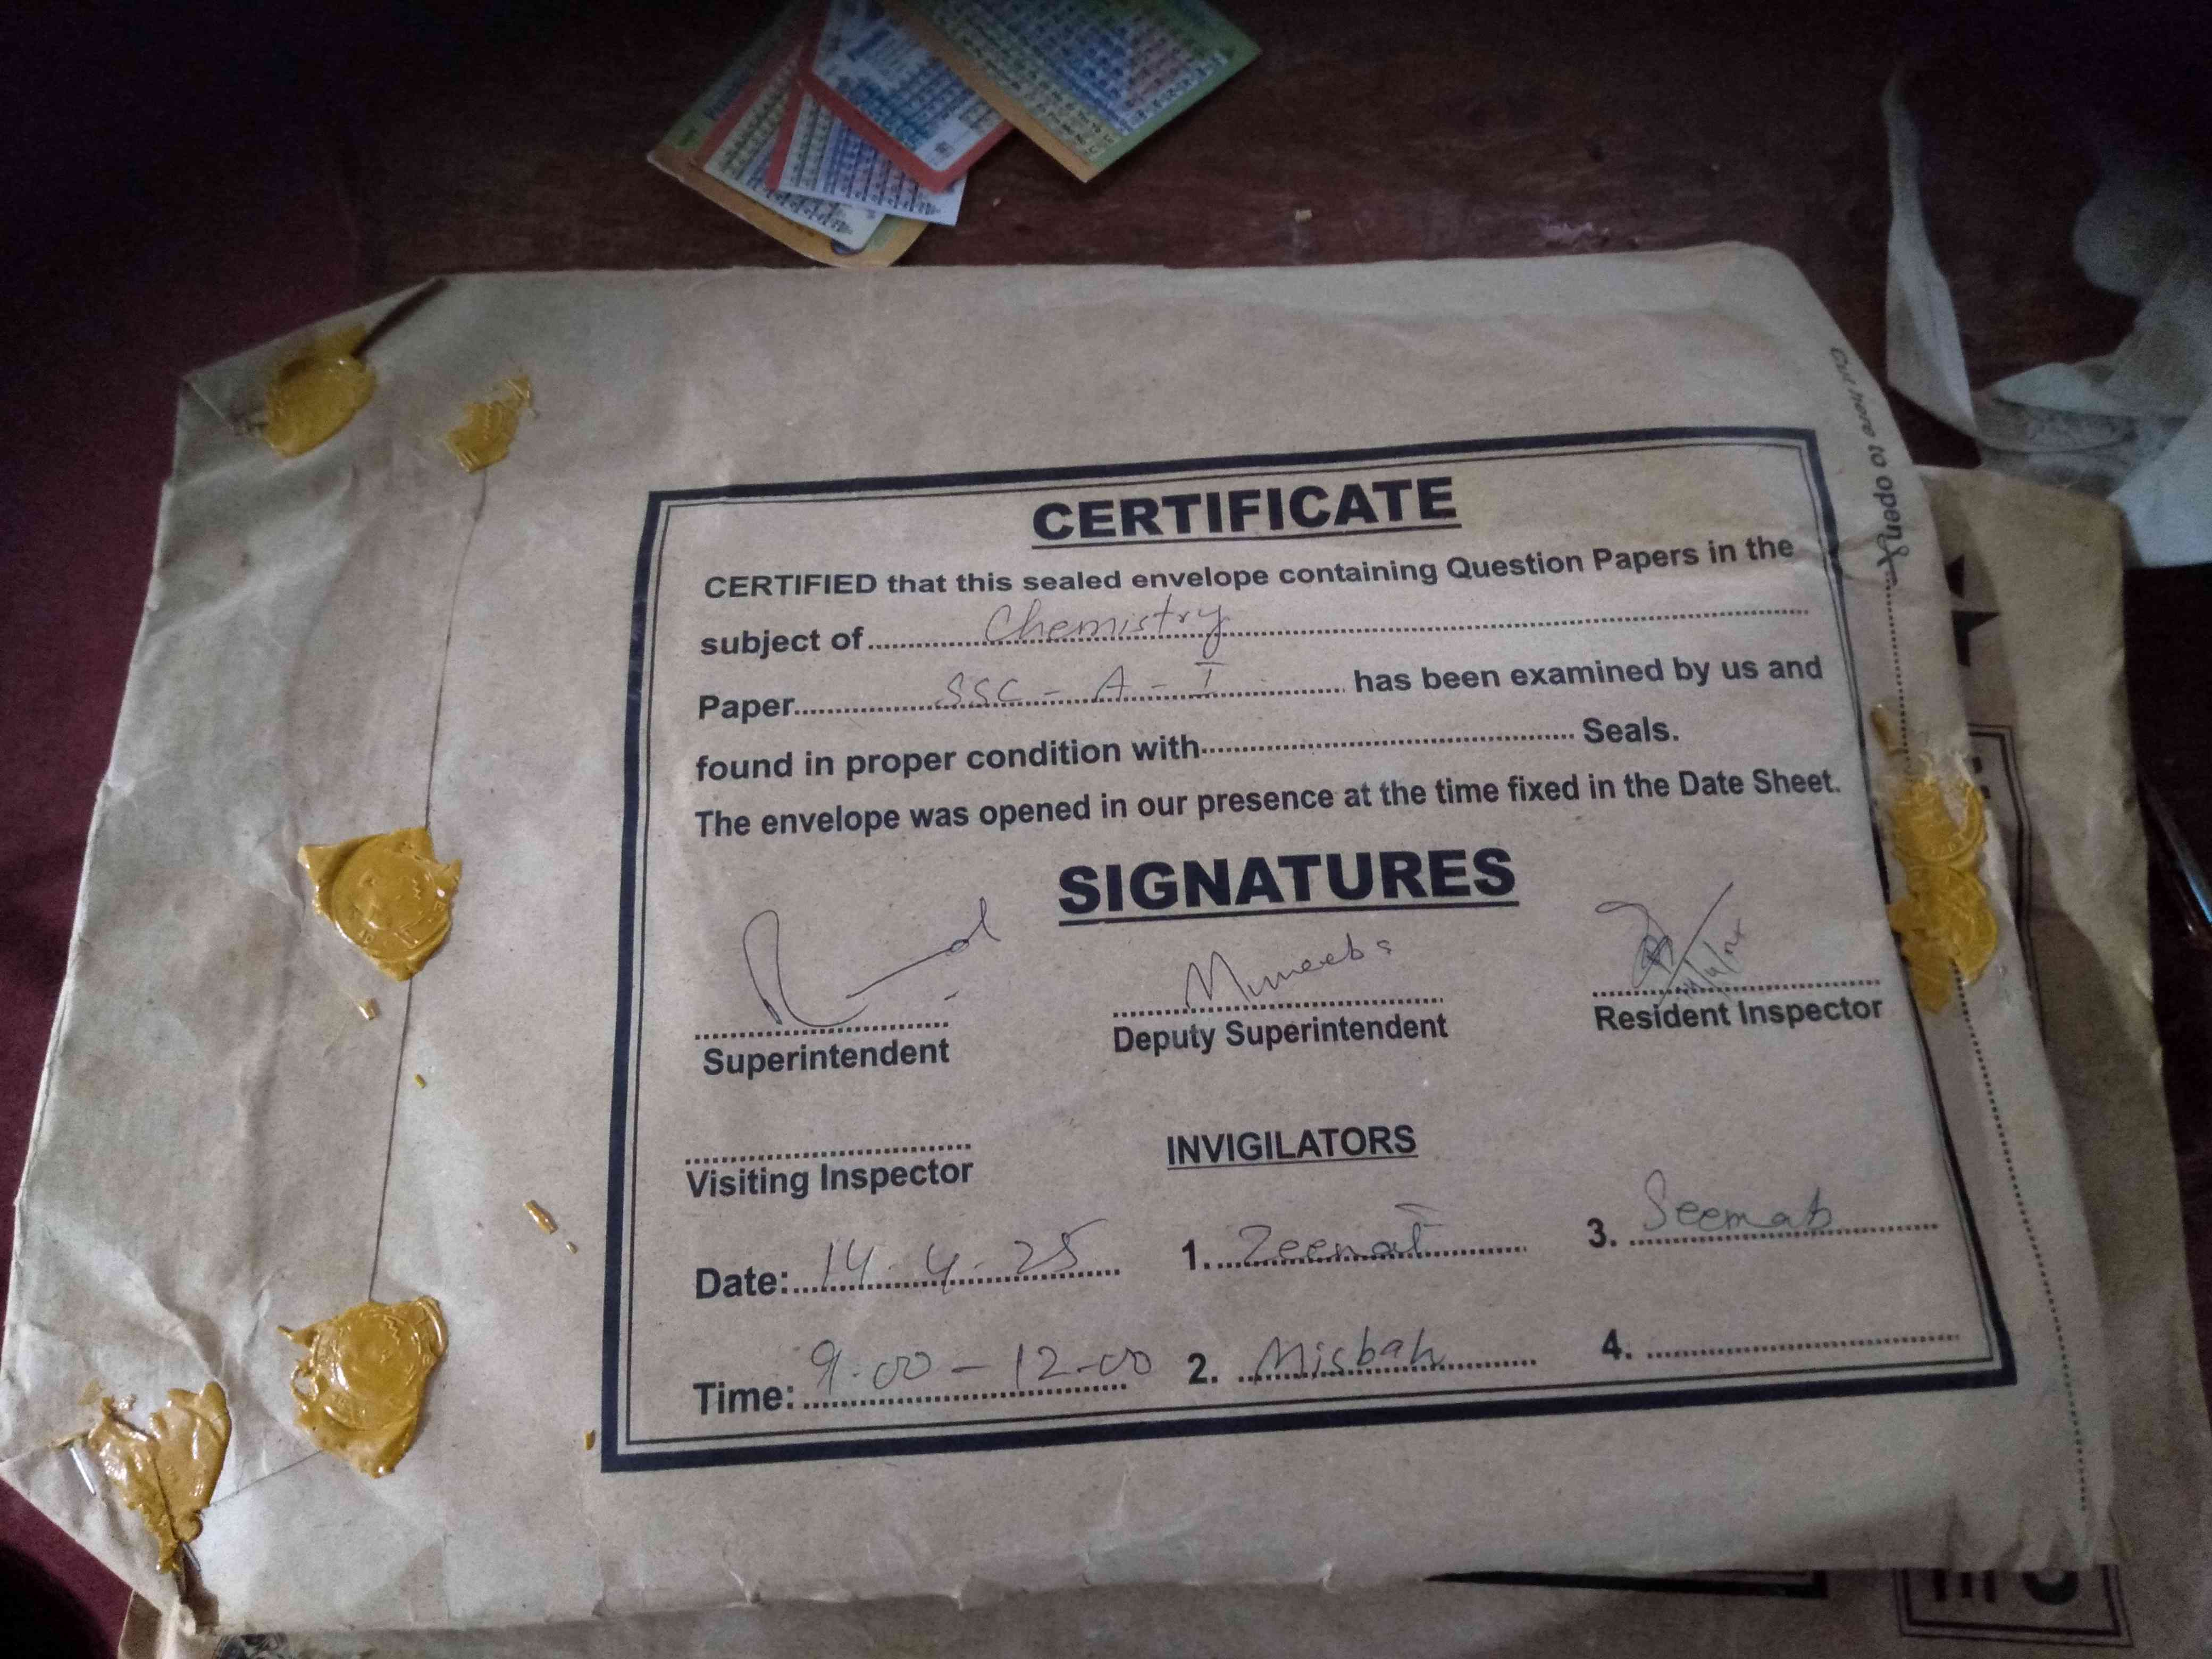 Cut here to open
CERTIFICATE
CERTIFIED that this sealed envelope containing Question Papers in the
subject of Chemistry
Paper SSC - A - I has been examined by us and
found in proper condition with Seals.
The envelope was opened in our presence at the time fixed in the Date Sheet.
SIGNATURES
Superintendent
Muneeba
Deputy Superintendent
Resident Inspector
Visiting Inspector
INVIGILATORS
Date: 14.4.25
1. Zeenat
3. Seemab
Time: 9.00 - 12.00
2. Misbah
4.